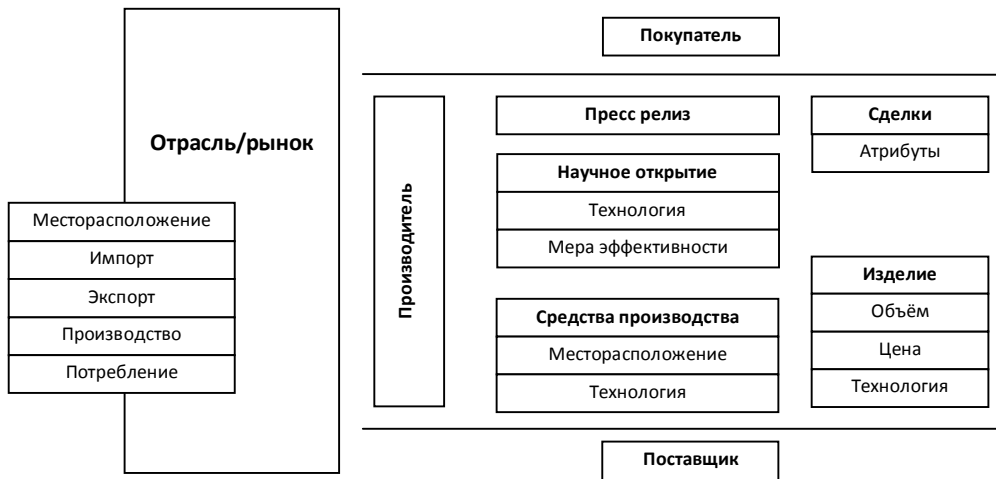 Отрасль/рынок
Месторасположение
Импорт
Экспорт
Производство
Потребление
Покупатель
Производитель
Пресс релиз
Научное открытие
Технология
Мера эффективности
Средства производства
Месторасположение
Технология
Сделки
Атрибуты
Изделие
Объём
Цена
Технология
Поставщик